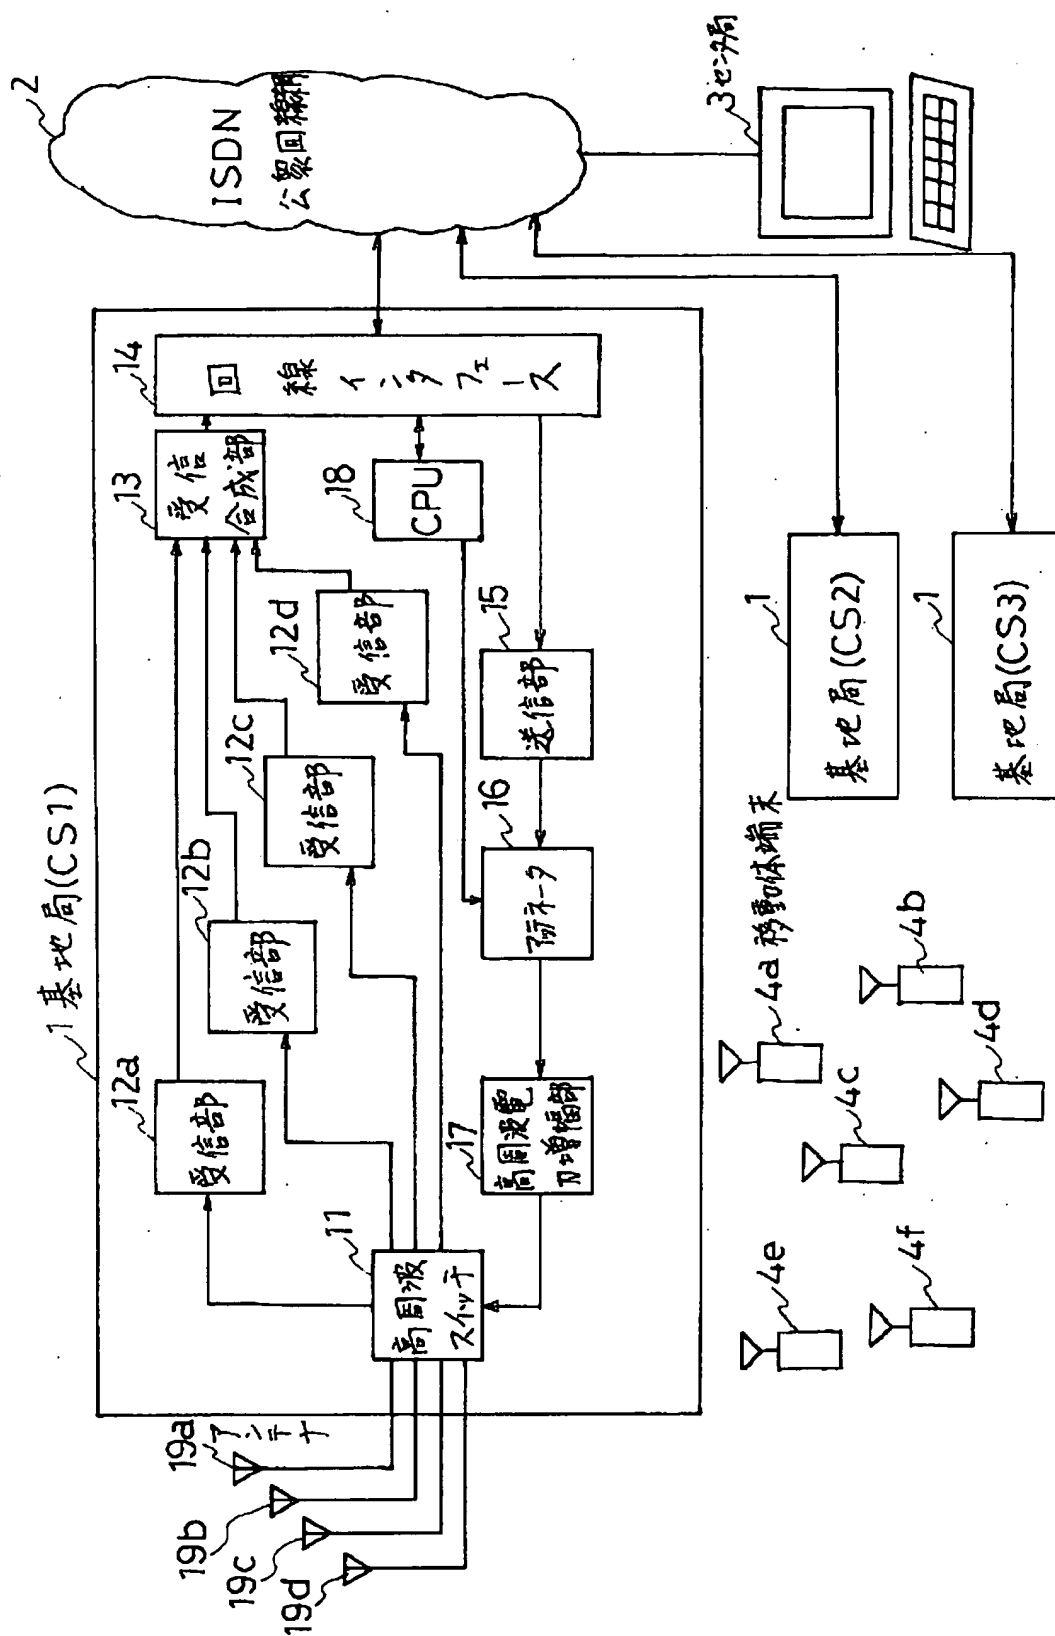 1 基地局(CS1)
2
ISDN
公衆回線網
19a
アンテナ
19b
19c
19d
11
高周波
スイッチ
12a
受信部
12b
受信部
12c
受信部
12d
受信部
13
受信
合成部
14
回線インタフェース
18
CPU
15
送信部
16
アッテネータ
17
高周波電
力増幅部
3センタ局
1
基地局(CS2)
1
基地局(CS3)
4a 移動体端末
4b
4c
4d
4e
4f